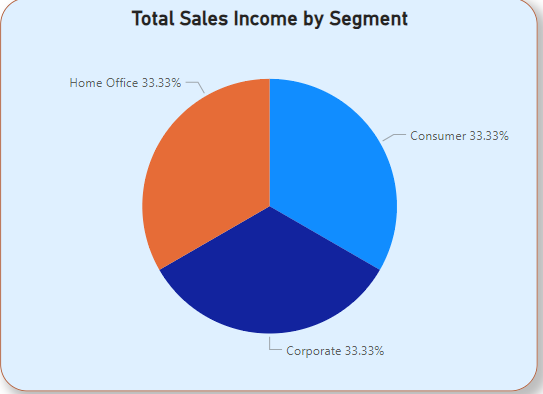 Total Sales Income by Segment
Home Office 33.33%
Consumer 33.33%
Corporate 33.33%